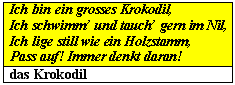 Ich bin ein grosses Krokodil,
Ich schwimm' und tauch' gern im Nil,
Ich lige still wie ein Holzstamm,
Pass auf! Immer denkt daran!
das Krokodil